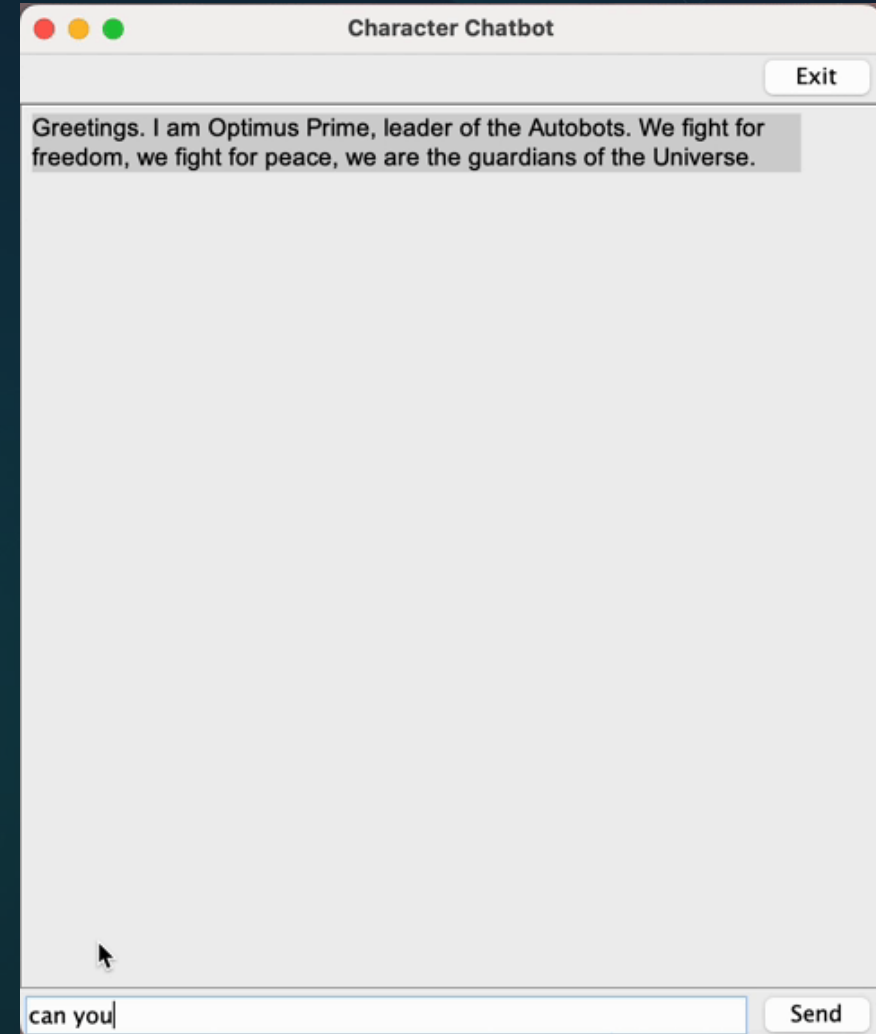 Character Chatbot
Exit
Greetings. I am Optimus Prime, leader of the Autobots. We fight for
freedom, we fight for peace, we are the guardians of the Universe.
can you
Send